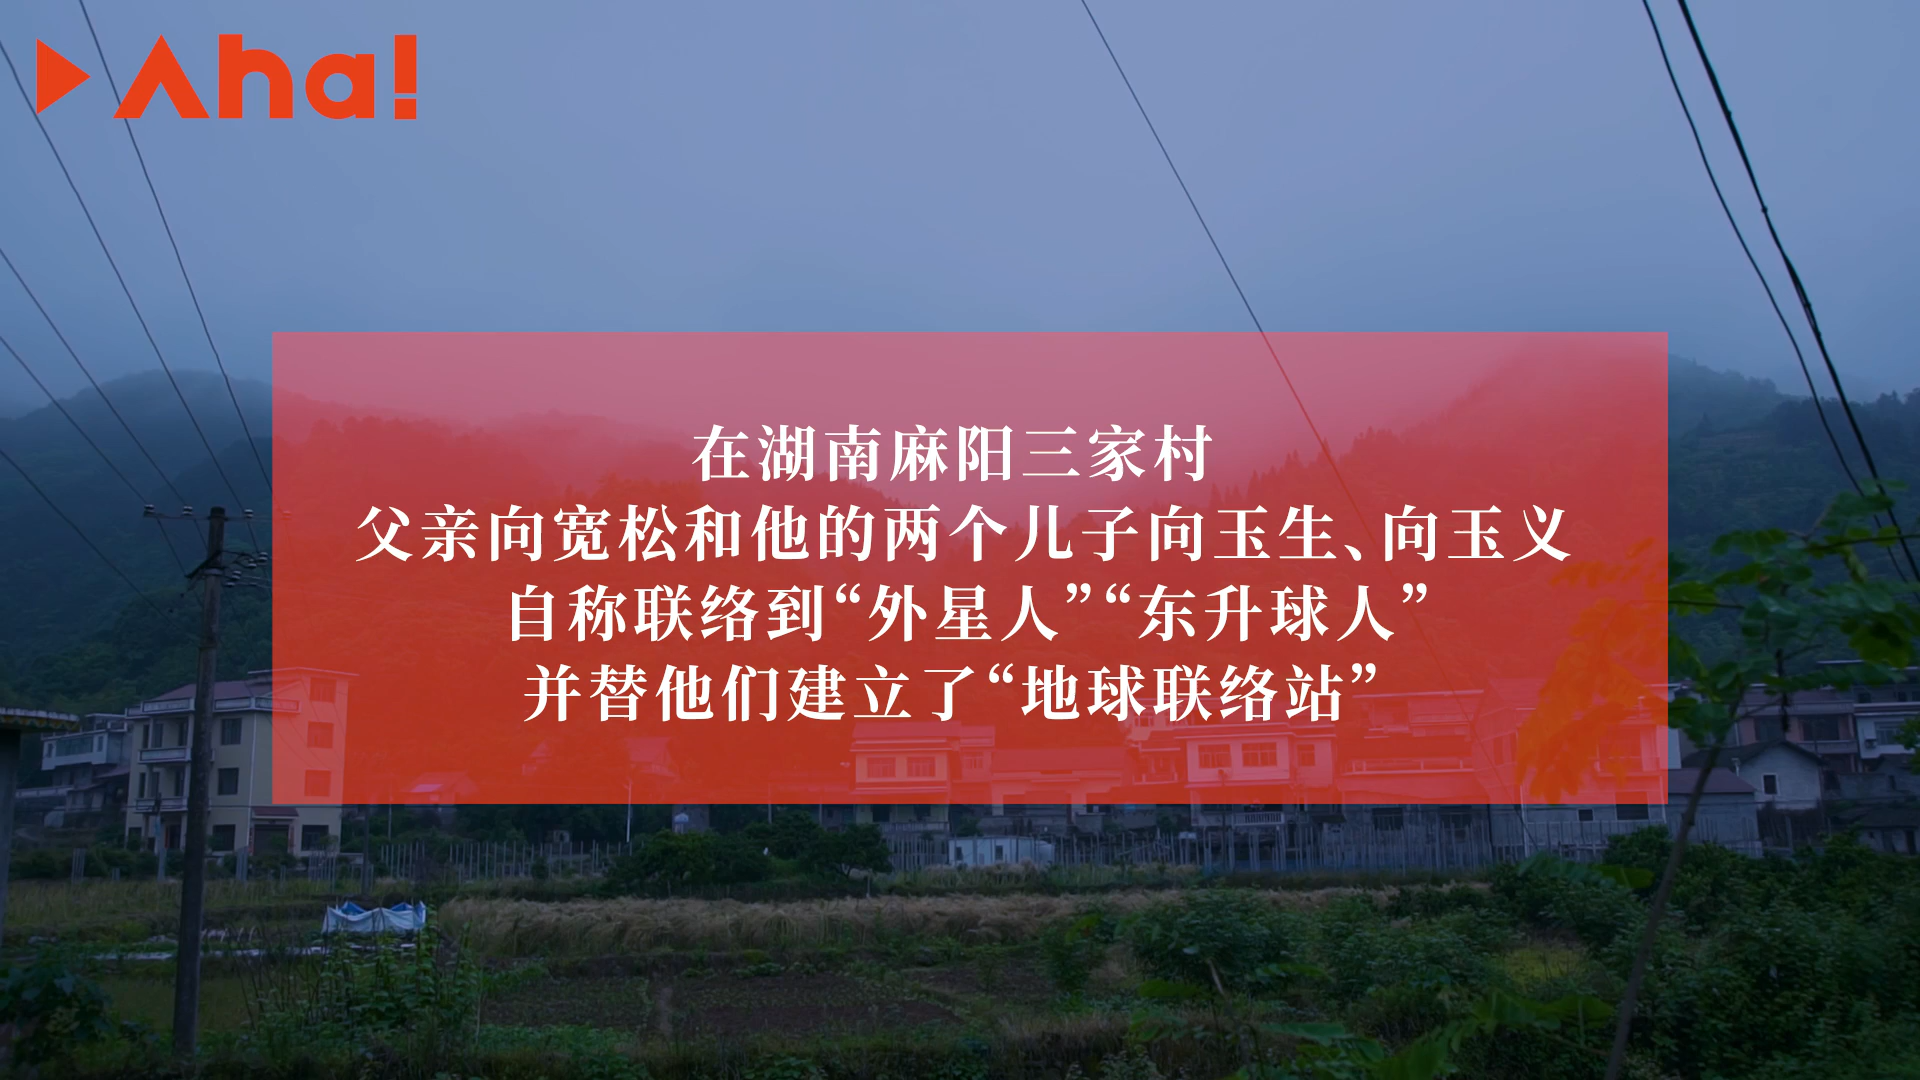 Aha!
在湖南麻阳三家村
父亲向宽松和他的两个儿子向玉生、向玉义
自称联络到“外星人”“东升球人”
并替他们建立了“地球联络站”